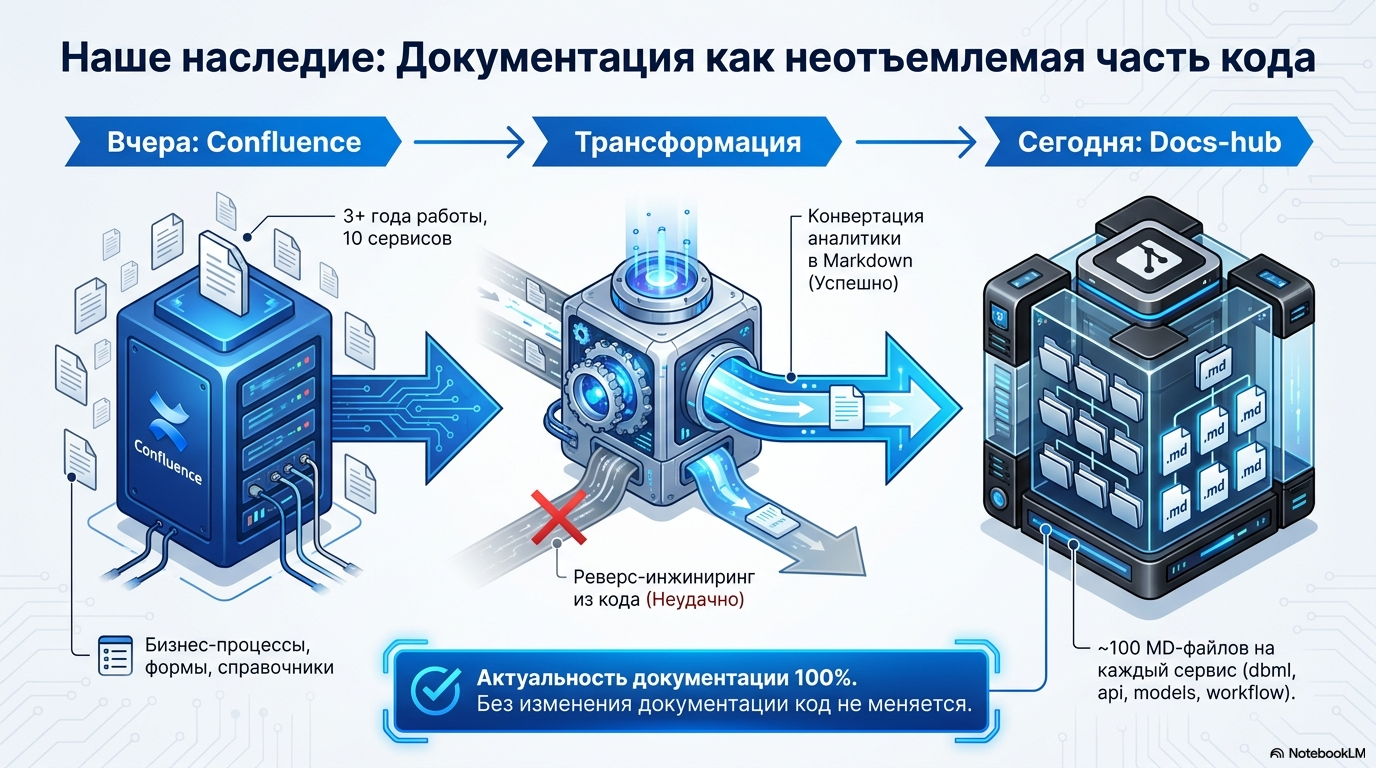 Наше наследие: Документация как неотъемлемая часть кода
Вчера: Confluence
Трансформация
Сегодня: Docs-hub
3+ года работы,
10 сервисов
Конвертация
аналитики
в Markdown
(Успешно)
Confluence
.md
.md
.md
.md
.md
.md
.md
.md
Реверс-инжиниринг
из кода (Неудачно)
Бизнес-процессы,
формы, справочники
~100 MD-файлов на
каждый сервис (dbml,
api, models, workflow).
Актуальность документации 100%.
Без изменения документации код не меняется.
NotebookLM